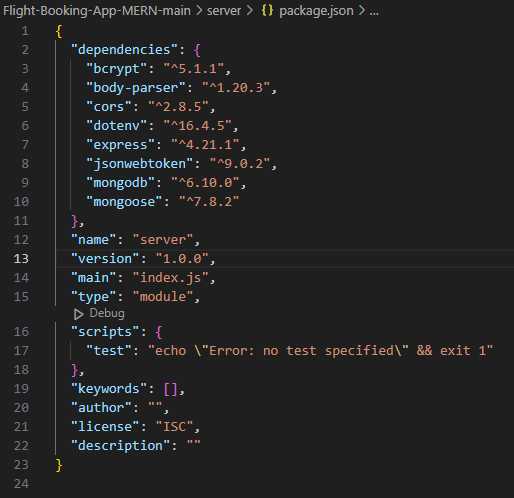 Flight-Booking-App-MERN-main > server > {} package.json > ...
1 {
2 "dependencies": {
3 "bcrypt": "^5.1.1",
4 "body-parser": "^1.20.3",
5 "cors": "^2.8.5",
6 "dotenv": "^16.4.5",
7 "express": "^4.21.1",
8 "jsonwebtoken": "^9.0.2",
9 "mongodb": "^6.10.0",
10 "mongoose": "^7.8.2"
11 },
12 "name": "server",
13 "version": "1.0.0",
14 "main": "index.js",
15 "type": "module",
Debug
16 "scripts": {
17 "test": "echo \"Error: no test specified\" && exit 1"
18 },
19 "keywords": [],
20 "author": "",
21 "license": "ISC",
22 "description": ""
23 }
24